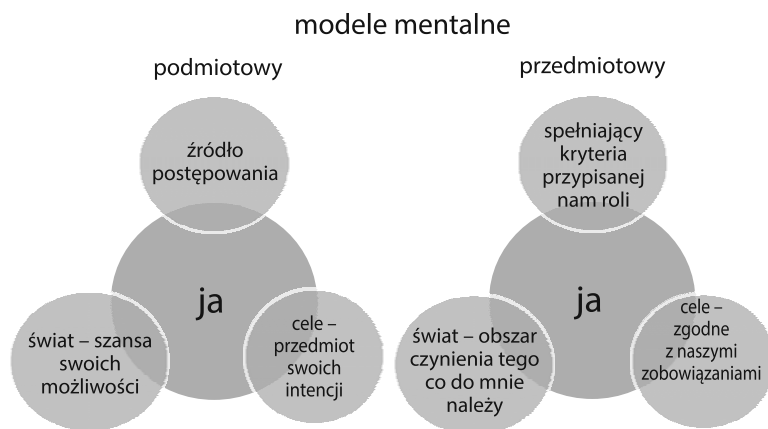 modele mentalne
podmiotowy
źródło
postępowania
ja
świat – szansa
swoich
możliwości
cele –
przedmiot
swoich
intencji
przedmiotowy
spełniający
kryteria
przypisanej
nam roli
ja
świat – obszar
czynienia tego
co do mnie
należy
cele –
zgodne
z naszymi
zobowiązaniami